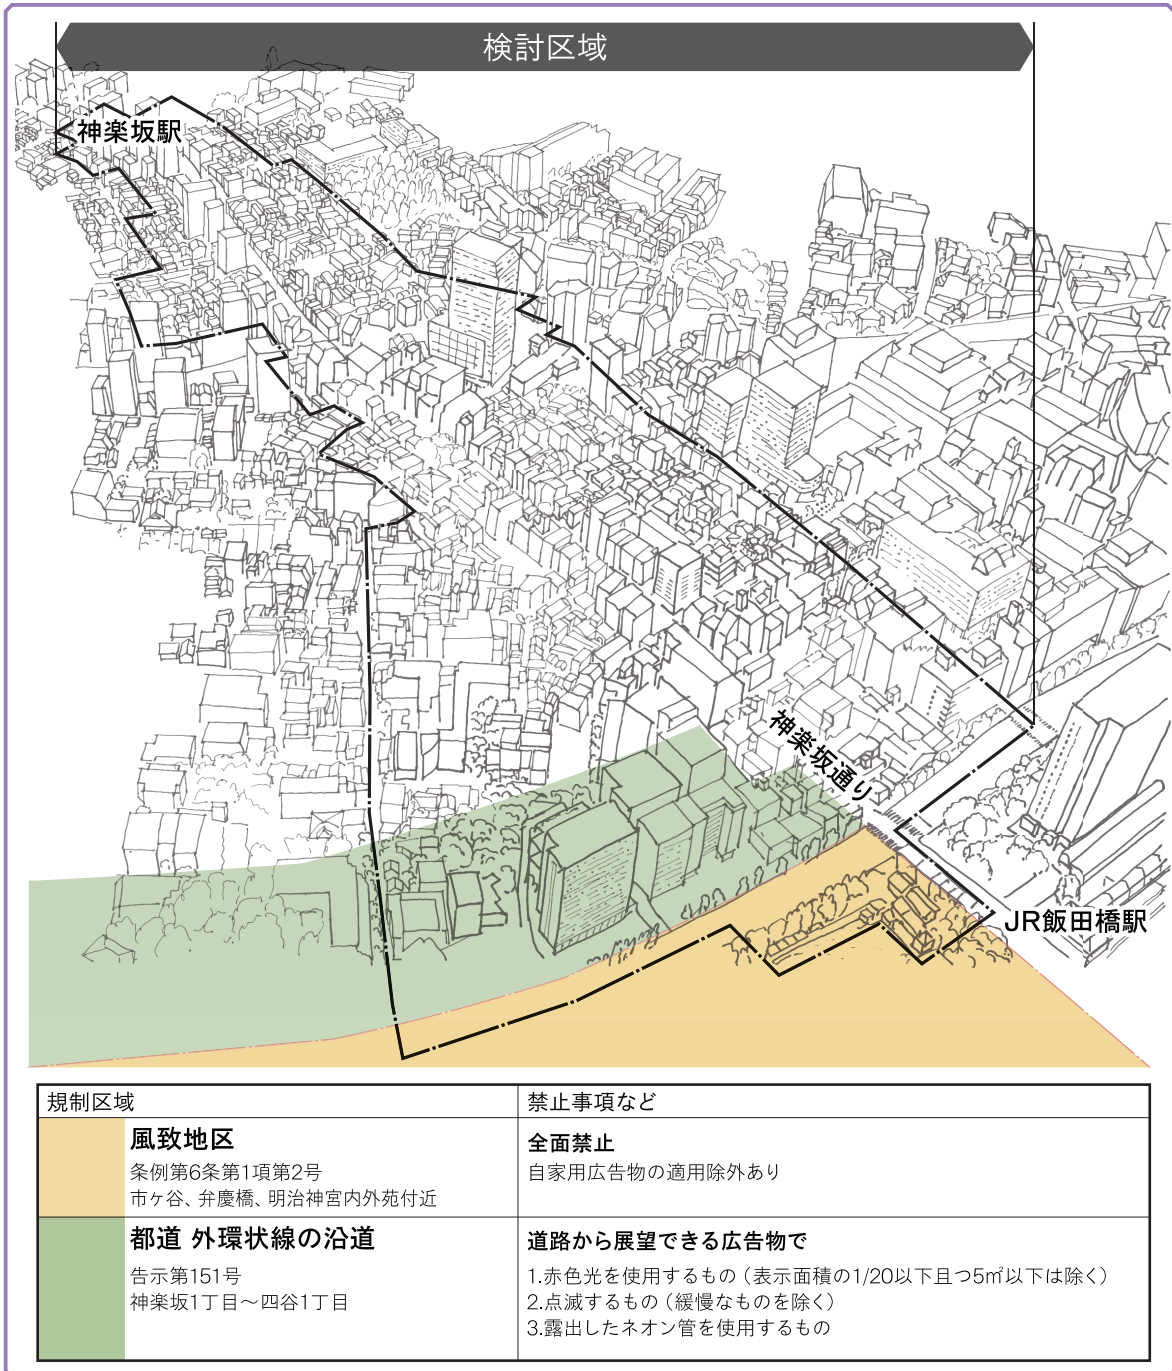 検討区域
神楽坂駅
神楽坂通り
JR飯田橋駅
規制区域
禁止事項など
風致地区
条例第6条第1項第2号
市ヶ谷、弁慶橋、明治神宮内外苑付近
全面禁止
自家用広告物の適用除外あり
都道 外環状線の沿道
告示第151号
神楽坂1丁目～四谷1丁目
道路から展望できる広告物で
1.赤色光を使用するもの（表示面積の1/20以下且つ5㎡以下は除く）
2.点滅するもの（緩慢なものを除く）
3.露出したネオン管を使用するもの